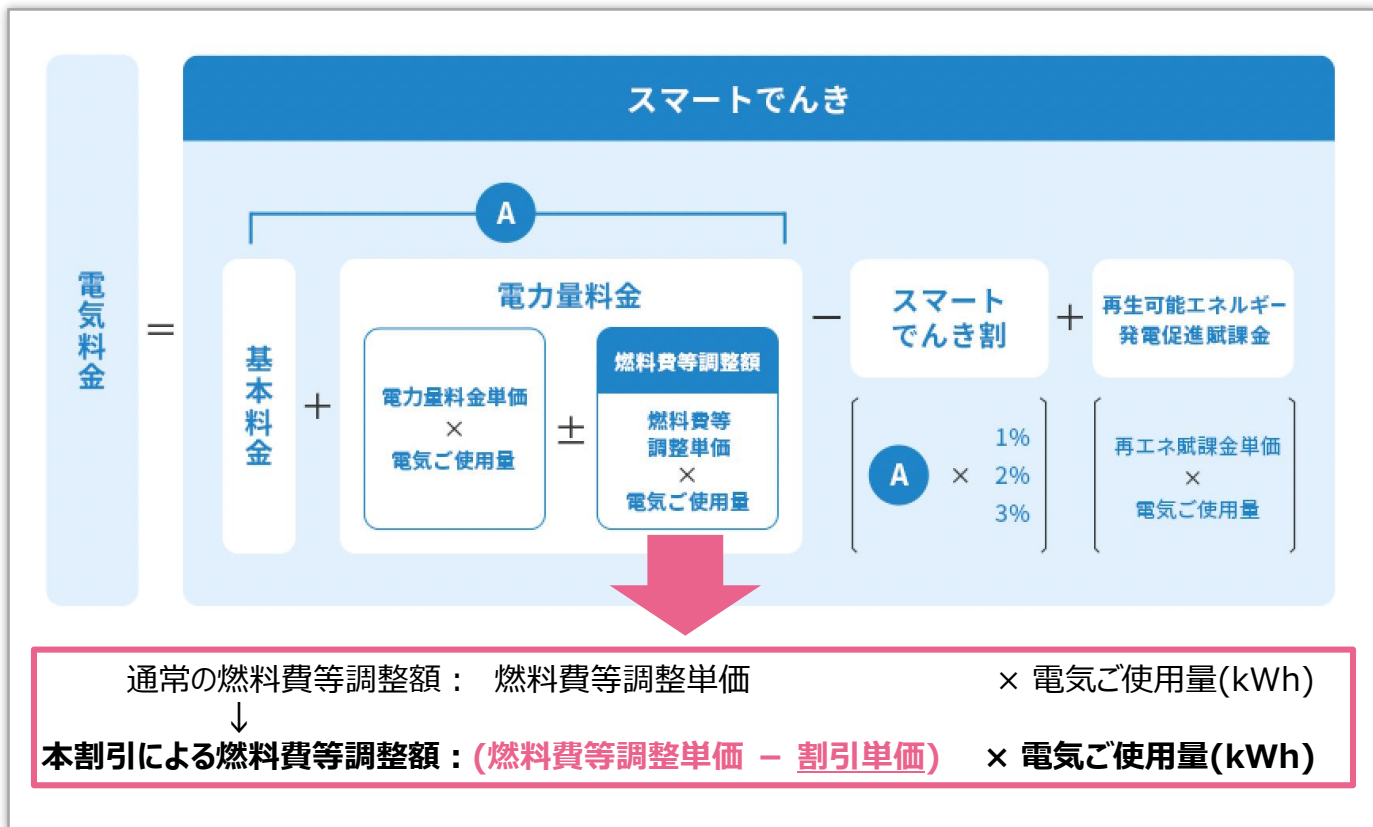 スマートでんき
A
電気料金
＝
基本料金
＋
電力量料金
電力量料金単価
×
電気ご使用量
±
燃料費等調整額
燃料費等
調整単価
×
電気ご使用量
－
スマート
でんき割
A × 1%
2%
3%
＋
再生可能エネルギー
発電促進賦課金
再エネ賦課金単価
×
電気ご使用量
通常の燃料費等調整額： 燃料費等調整単価 × 電気ご使用量(kWh)
↓
本割引による燃料費等調整額：(燃料費等調整単価 － 割引単価) × 電気ご使用量(kWh)